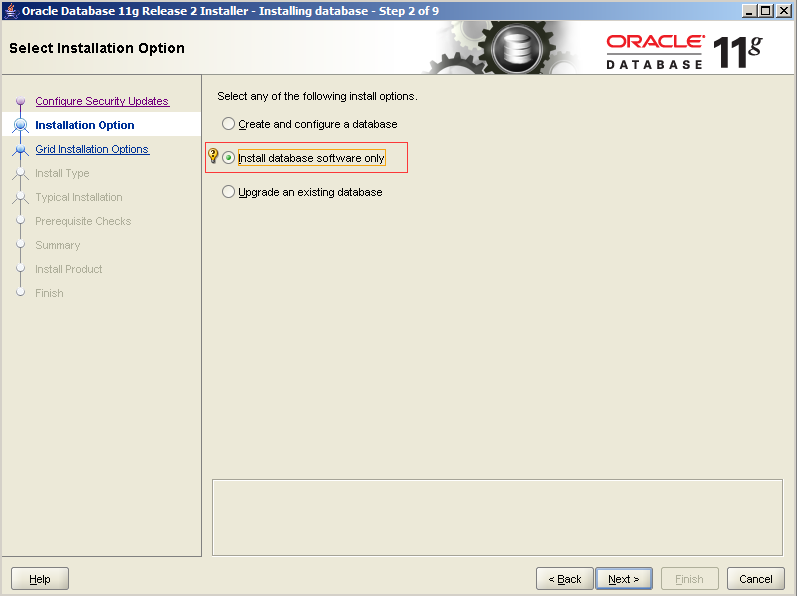 Oracle Database 11g Release 2 Installer - Installing database - Step 2 of 9
Select Installation Option
ORACLE
DATABASE
11g
Configure Security Updates
Installation Option
Grid Installation Options
Install Type
Typical Installation
Prerequisite Checks
Summary
Install Product
Finish
Select any of the following install options.
Create and configure a database
Install database software only
Upgrade an existing database
Help
< Back
Next >
Finish
Cancel